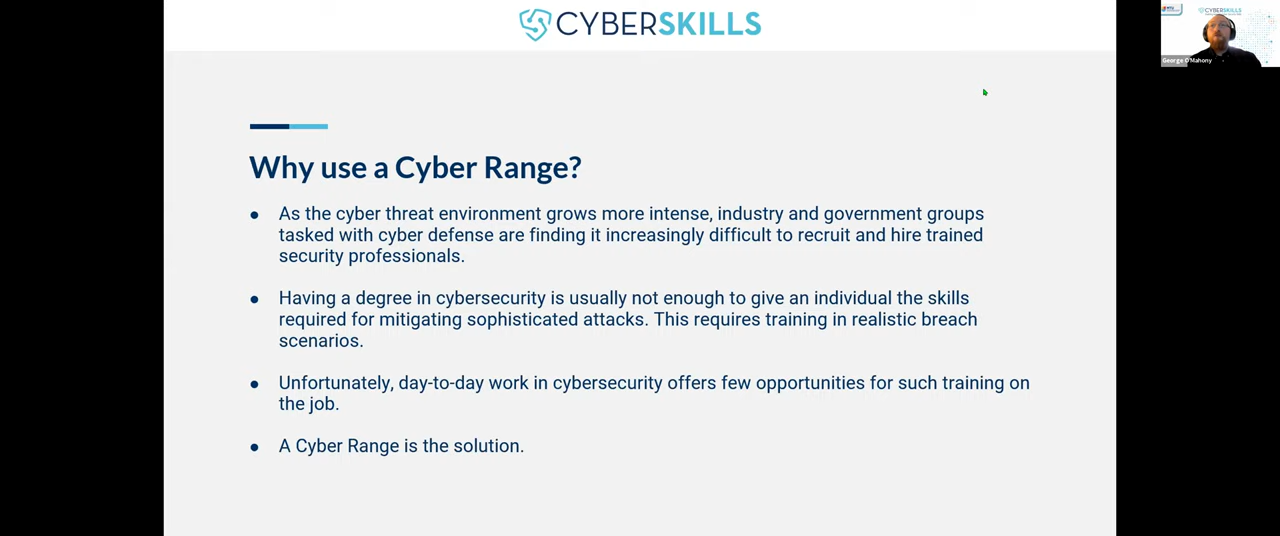 CYBERSKILLS
CYBERSKILLS
George O'Mahony
Why use a Cyber Range?
● As the cyber threat environment grows more intense, industry and government groups
tasked with cyber defense are finding it increasingly difficult to recruit and hire trained
security professionals.
● Having a degree in cybersecurity is usually not enough to give an individual the skills
required for mitigating sophisticated attacks. This requires training in realistic breach
scenarios.
● Unfortunately, day-to-day work in cybersecurity offers few opportunities for such training on
the job.
● A Cyber Range is the solution.